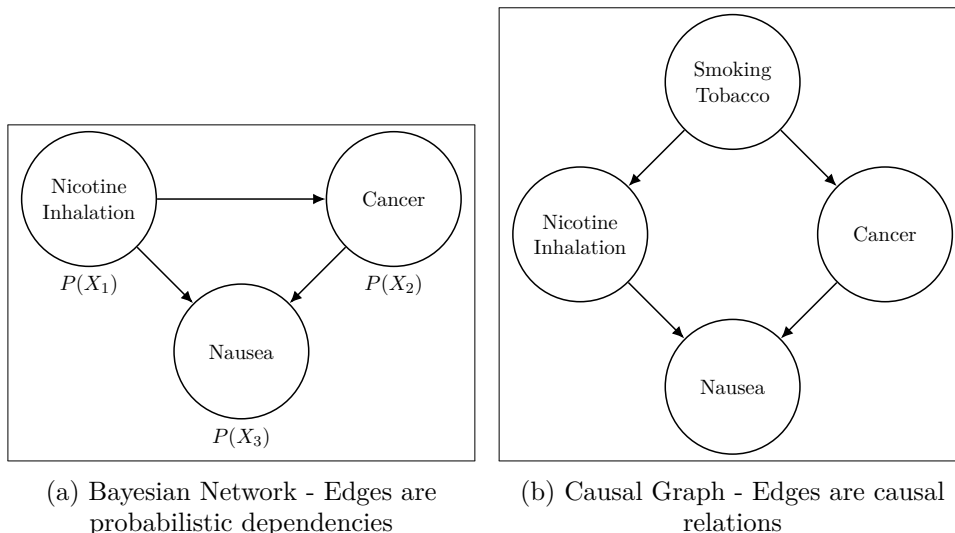 Nicotine
Inhalation
Cancer
P(X₁)
P(X₂)
Nausea
P(X₃)
(a) Bayesian Network - Edges are
probabilistic dependencies
Smoking
Tobacco
Nicotine
Inhalation
Cancer
Nausea
(b) Causal Graph - Edges are causal
relations